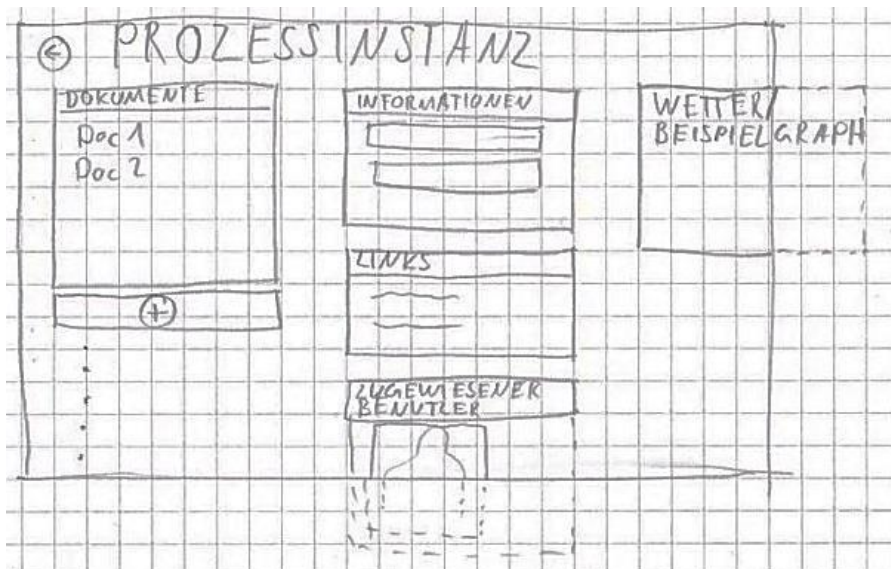 PROZESSINSTANZ
DOKUMENTE
Doc 1
Doc 2
INFORMATIONEN
LINKS
ZUGEWIESENER
BENUTZER
WETTER/
BEISPIELGRAPH